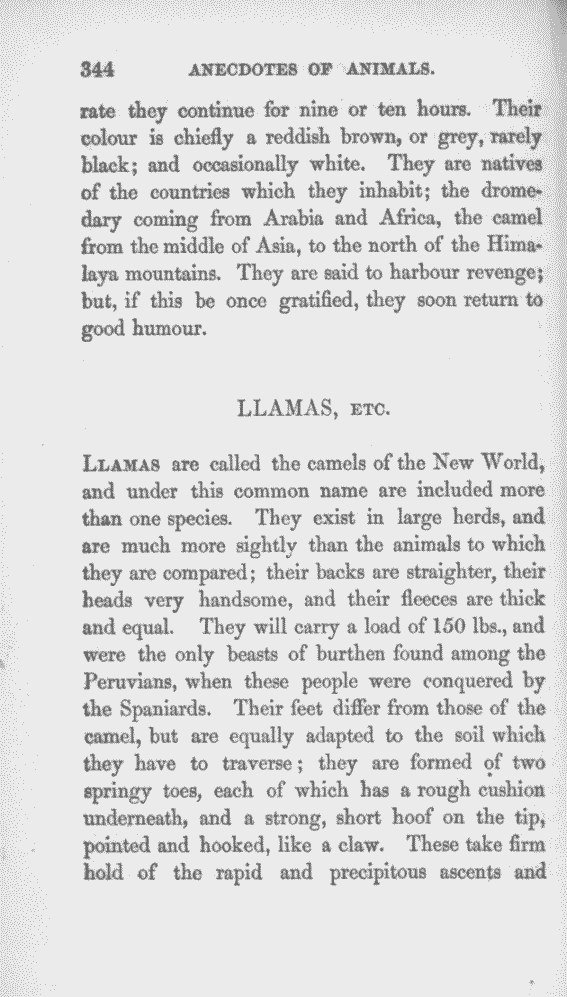 344 ANECDOTES OF ANIMALS.
rate they continue for nine or ten hours. Their
colour is chiefly a reddish brown, or grey, rarely
black; and occasionally white. They are natives
of the countries which they inhabit; the drome-
dary coming from Arabia and Africa, the camel
from the middle of Asia, to the north of the Hima-
laya mountains. They are said to harbour revenge;
but, if this be once gratified, they soon return to
good humour.
LLAMAS, ETC.
LLAMAS are called the camels of the New World,
and under this common name are included more
than one species. They exist in large herds, and
are much more sightly than the animals to which
they are compared; their backs are straighter, their
heads very handsome, and their fleeces are thick
and equal. They will carry a load of 150 lbs., and
were the only beasts of burthen found among the
Peruvians, when these people were conquered by
the Spaniards. Their feet differ from those of the
camel, but are equally adapted to the soil which
they have to traverse; they are formed of two
springy toes, each of which has a rough cushion
underneath, and a strong, short hoof on the tip,
pointed and hooked, like a claw. These take firm
hold of the rapid and precipitous ascents and